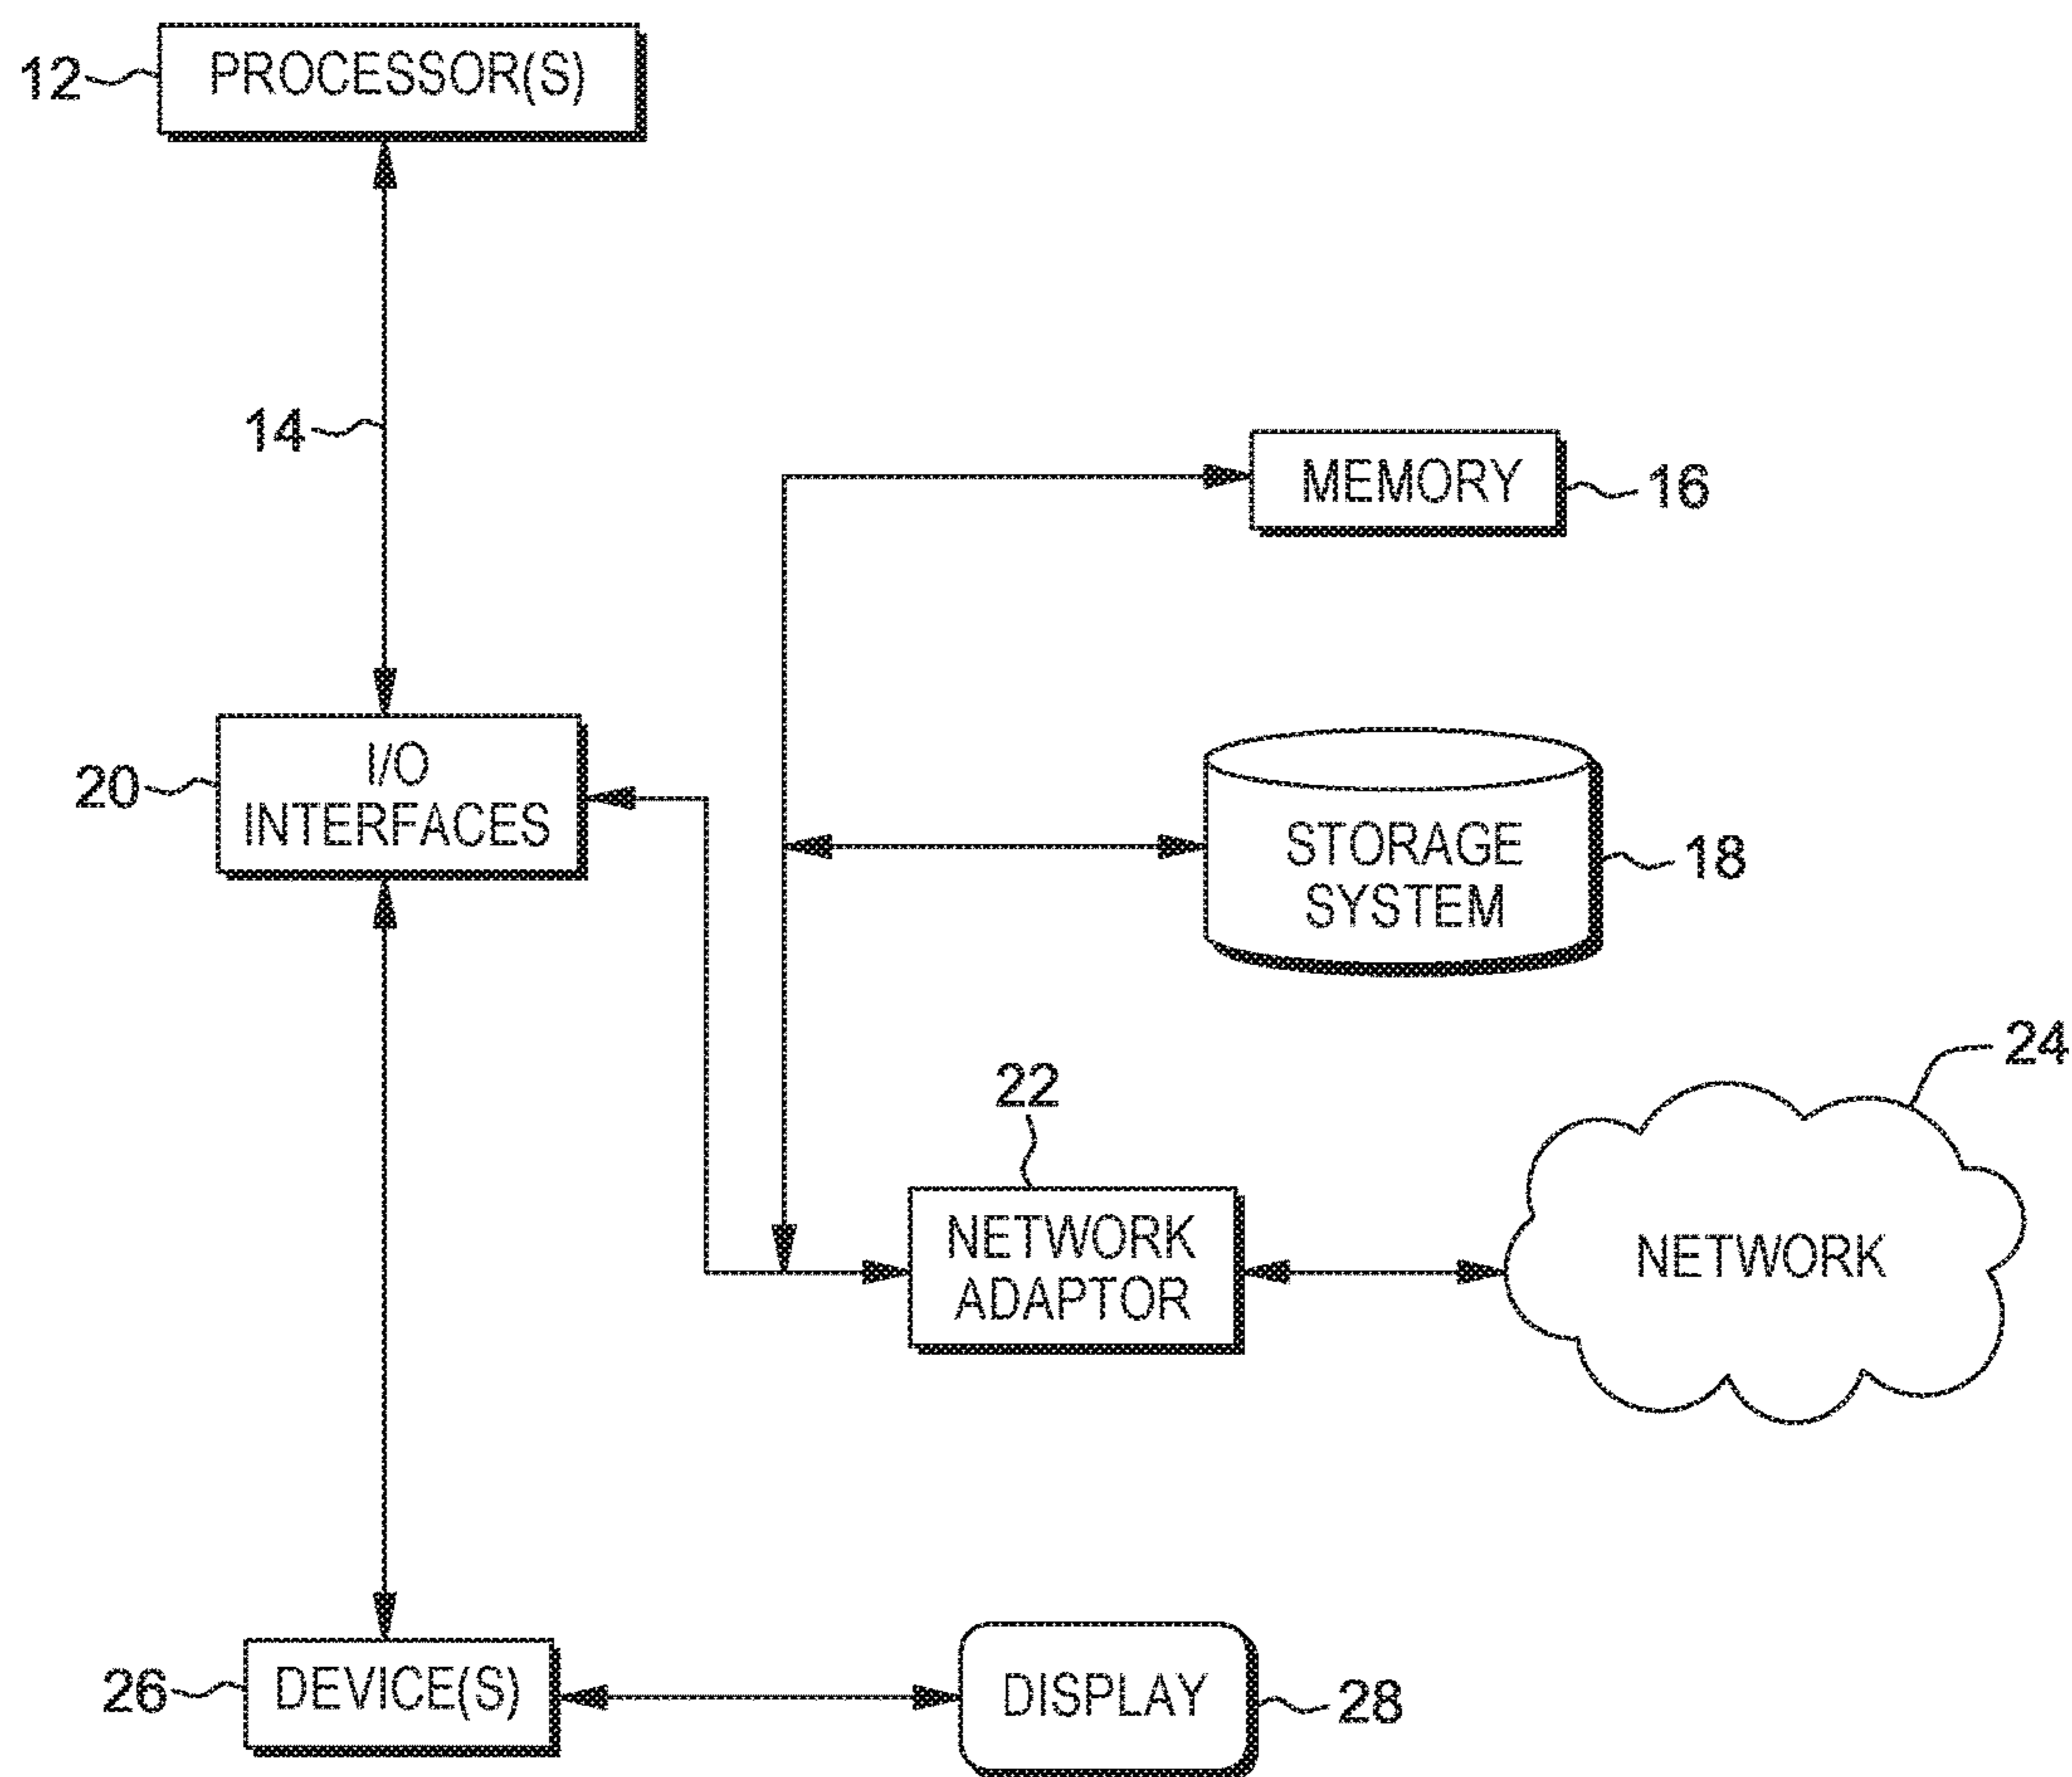 12
PROCESSOR(S)
14
MEMORY
16
20
I/O
INTERFACES
STORAGE
SYSTEM
18
24
22
NETWORK
ADAPTOR
NETWORK
26
DEVICE(S)
DISPLAY
28